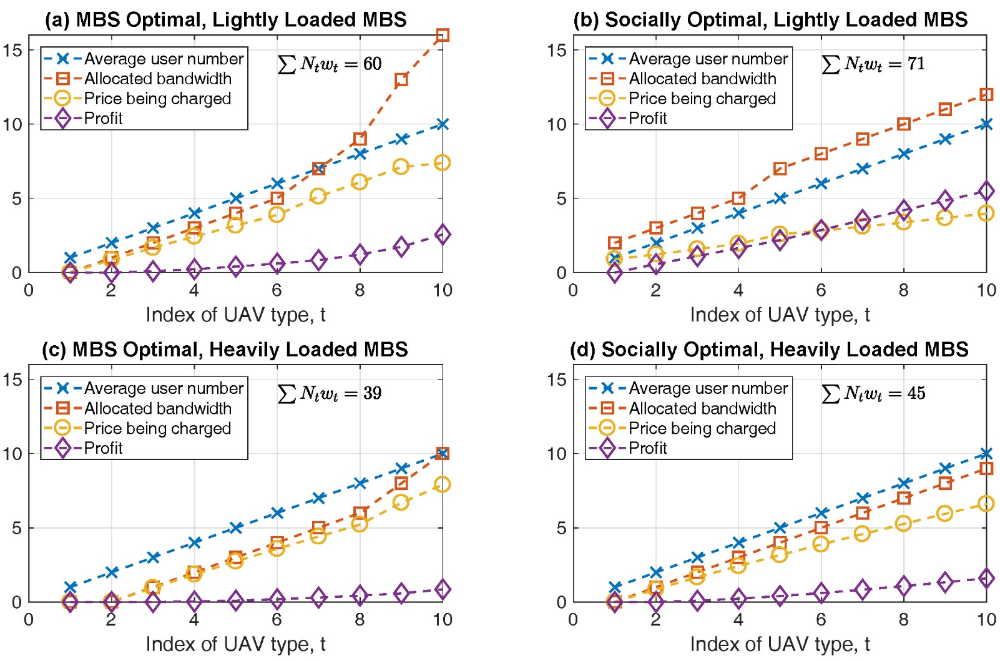 (a) MBS Optimal, Lightly Loaded MBS
15
10
5
0
Average user number
Allocated bandwidth
Price being charged
Profit
∑ N_t w_t = 60
0 2 4 6 8 10
Index of UAV type, t
(b) Socially Optimal, Lightly Loaded MBS
15
10
5
0
Average user number
Allocated bandwidth
Price being charged
Profit
∑ N_t w_t = 71
0 2 4 6 8 10
Index of UAV type, t
(c) MBS Optimal, Heavily Loaded MBS
15
10
5
0
Average user number
Allocated bandwidth
Price being charged
Profit
∑ N_t w_t = 39
0 2 4 6 8 10
Index of UAV type, t
(d) Socially Optimal, Heavily Loaded MBS
15
10
5
0
Average user number
Allocated bandwidth
Price being charged
Profit
∑ N_t w_t = 45
0 2 4 6 8 10
Index of UAV type, t